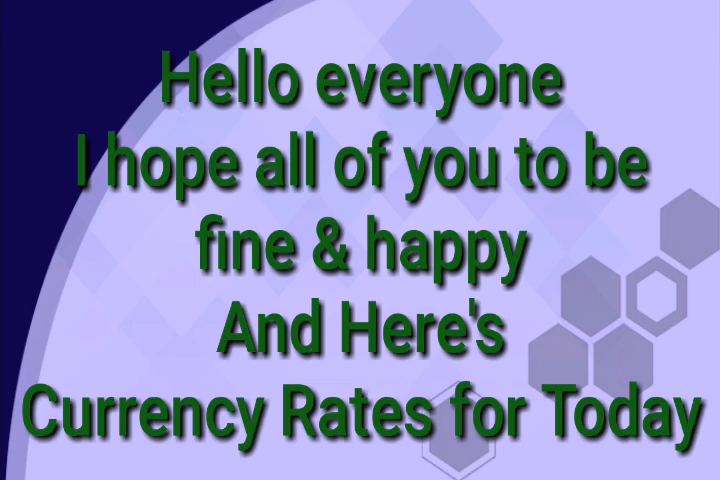 Hello everyone
I hope all of you to be
fine & happy
And Here's
Currency Rates for Today